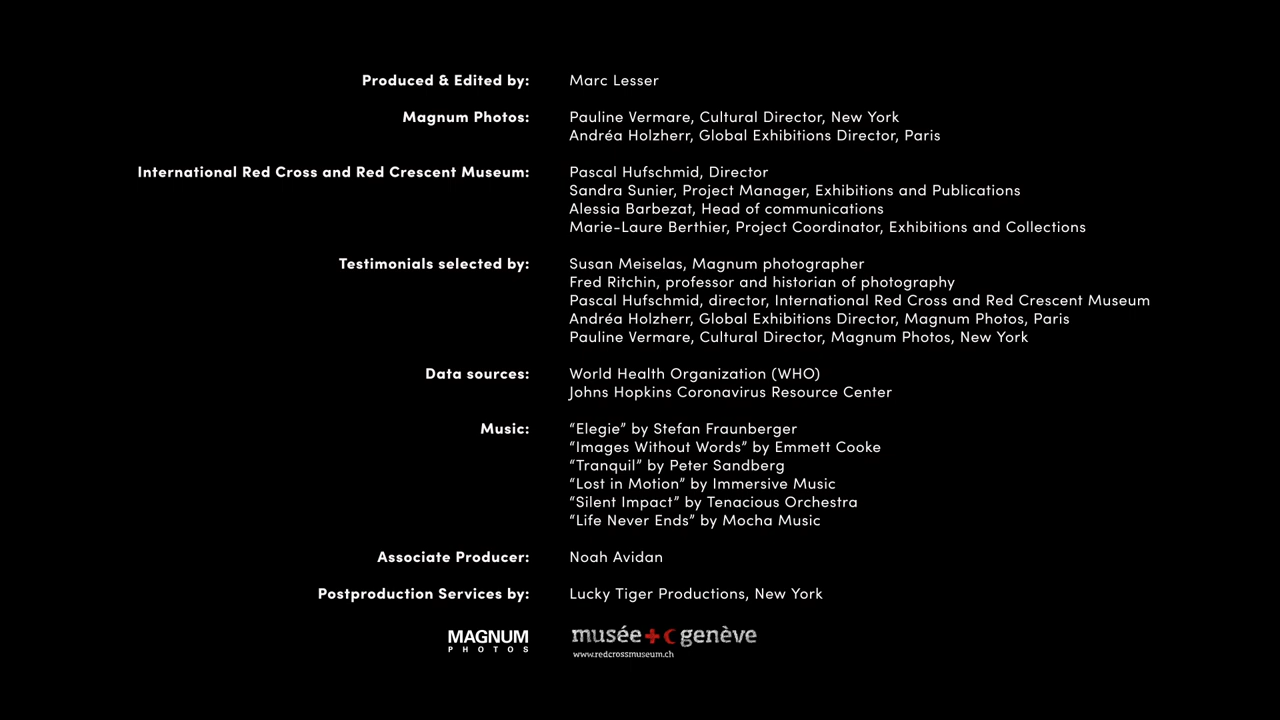 Produced & Edited by: Marc Lesser
Magnum Photos: Pauline Vermare, Cultural Director, New York
Andréa Holzherr, Global Exhibitions Director, Paris
International Red Cross and Red Crescent Museum: Pascal Hufschmid, Director
Sandra Sunier, Project Manager, Exhibitions and Publications
Alessia Barbezat, Head of communications
Marie-Laure Berthier, Project Coordinator, Exhibitions and Collections
Testimonials selected by: Susan Meiselas, Magnum photographer
Fred Ritchin, professor and historian of photography
Pascal Hufschmid, director, International Red Cross and Red Crescent Museum
Andréa Holzherr, Global Exhibitions Director, Magnum Photos, Paris
Pauline Vermare, Cultural Director, Magnum Photos, New York
Data sources: World Health Organization (WHO)
Johns Hopkins Coronavirus Resource Center
Music: “Elegie” by Stefan Fraunberger
“Images Without Words” by Emmett Cooke
“Tranquil” by Peter Sandberg
“Lost in Motion” by Immersive Music
“Silent Impact” by Tenacious Orchestra
“Life Never Ends” by Mocha Music
Associate Producer: Noah Avidan
Postproduction Services by: Lucky Tiger Productions, New York
MAGNUM
PHOTOS
musée genève
www.redcrossmuseum.ch